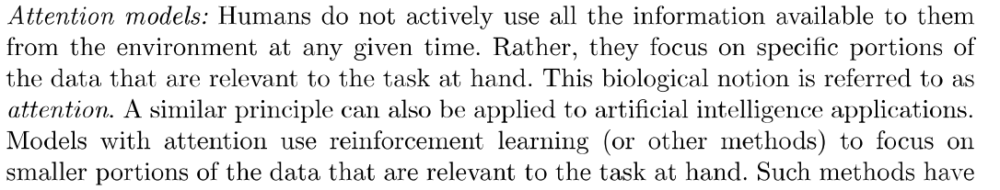 Attention models: Humans do not actively use all the information available to them
from the environment at any given time. Rather, they focus on specific portions of
the data that are relevant to the task at hand. This biological notion is referred to as
attention. A similar principle can also be applied to artificial intelligence applications.
Models with attention use reinforcement learning (or other methods) to focus on
smaller portions of the data that are relevant to the task at hand. Such methods have